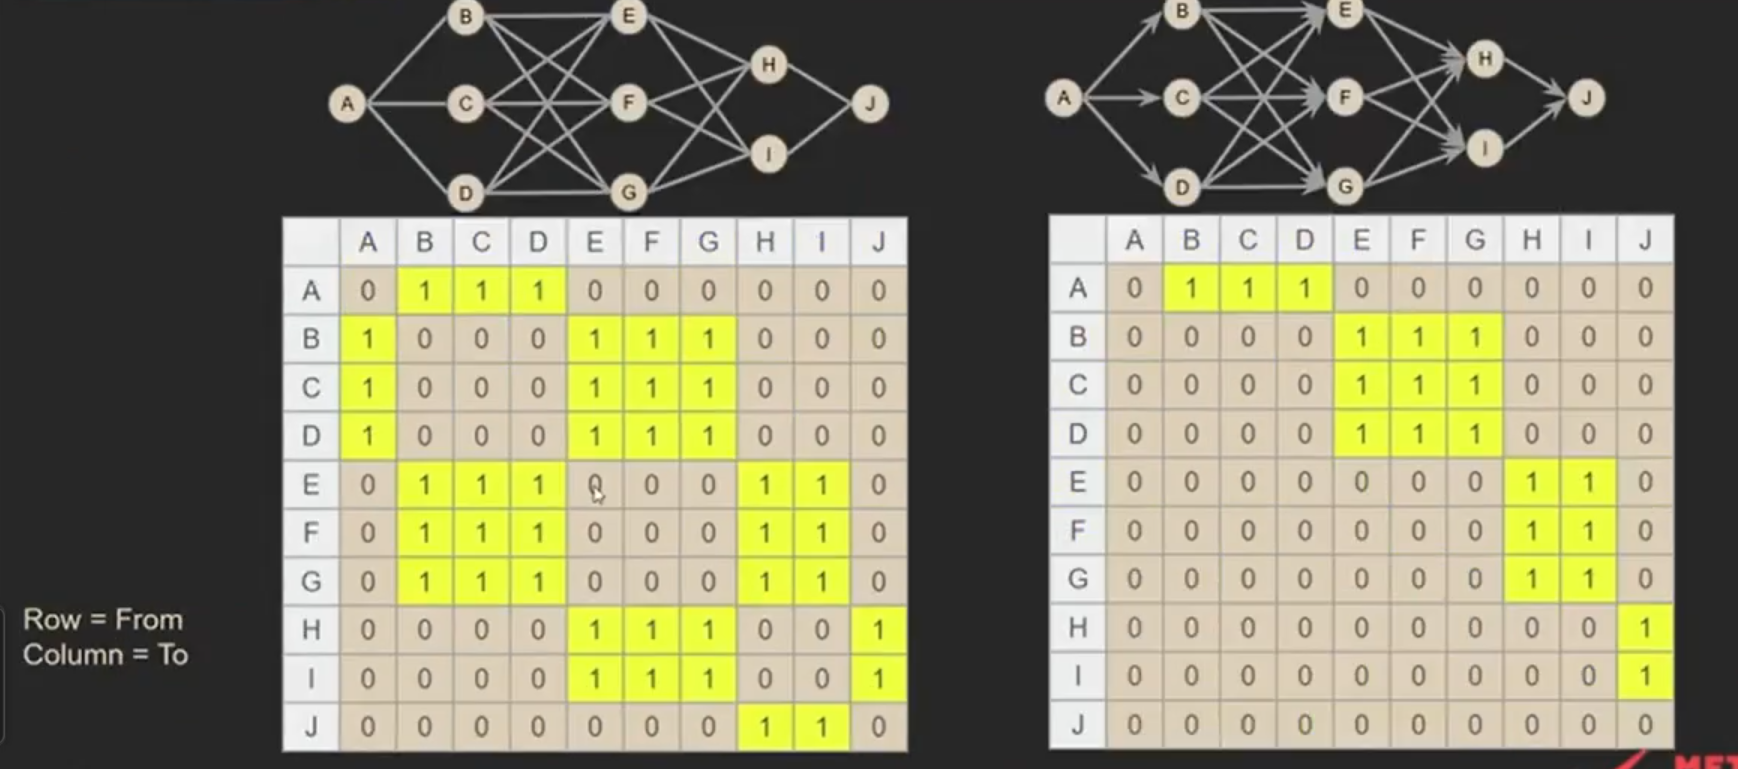 B E B E
H H
A C F J A C F J
I I
D G D G
A B C D E F G H I J
A 0 1 1 1 0 0 0 0 0 0
B 1 0 0 0 1 1 1 0 0 0
C 1 0 0 0 1 1 1 0 0 0
D 1 0 0 0 1 1 1 0 0 0
E 0 1 1 1 0 0 0 1 1 0
F 0 1 1 1 0 0 0 1 1 0
G 0 1 1 1 0 0 0 1 1 0
H 0 0 0 0 1 1 1 0 0 1
I 0 0 0 0 1 1 1 0 0 1
J 0 0 0 0 0 0 0 1 1 0
Row = From
Column = To
A B C D E F G H I J
A 0 1 1 1 0 0 0 0 0 0
B 0 0 0 0 1 1 1 0 0 0
C 0 0 0 0 1 1 1 0 0 0
D 0 0 0 0 1 1 1 0 0 0
E 0 0 0 0 0 0 0 1 1 0
F 0 0 0 0 0 0 0 1 1 0
G 0 0 0 0 0 0 0 1 1 0
H 0 0 0 0 0 0 0 0 0 1
I 0 0 0 0 0 0 0 0 0 1
J 0 0 0 0 0 0 0 0 0 0